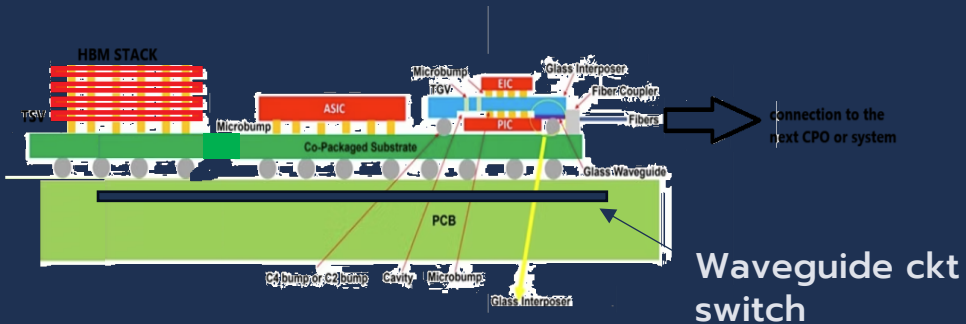 HBM STACK
TSV
Microbump
ASIC
Microbump
TGV
EIC
PIC
Glass Interposer
Fiber Coupler
Fibers
connection to the
next CPO or system
Co-Packaged Substrate
Glass Waveguide
PCB
C4 bump or C2 bump
Cavity
Microbump
Glass Interposer
Waveguide ckt
switch